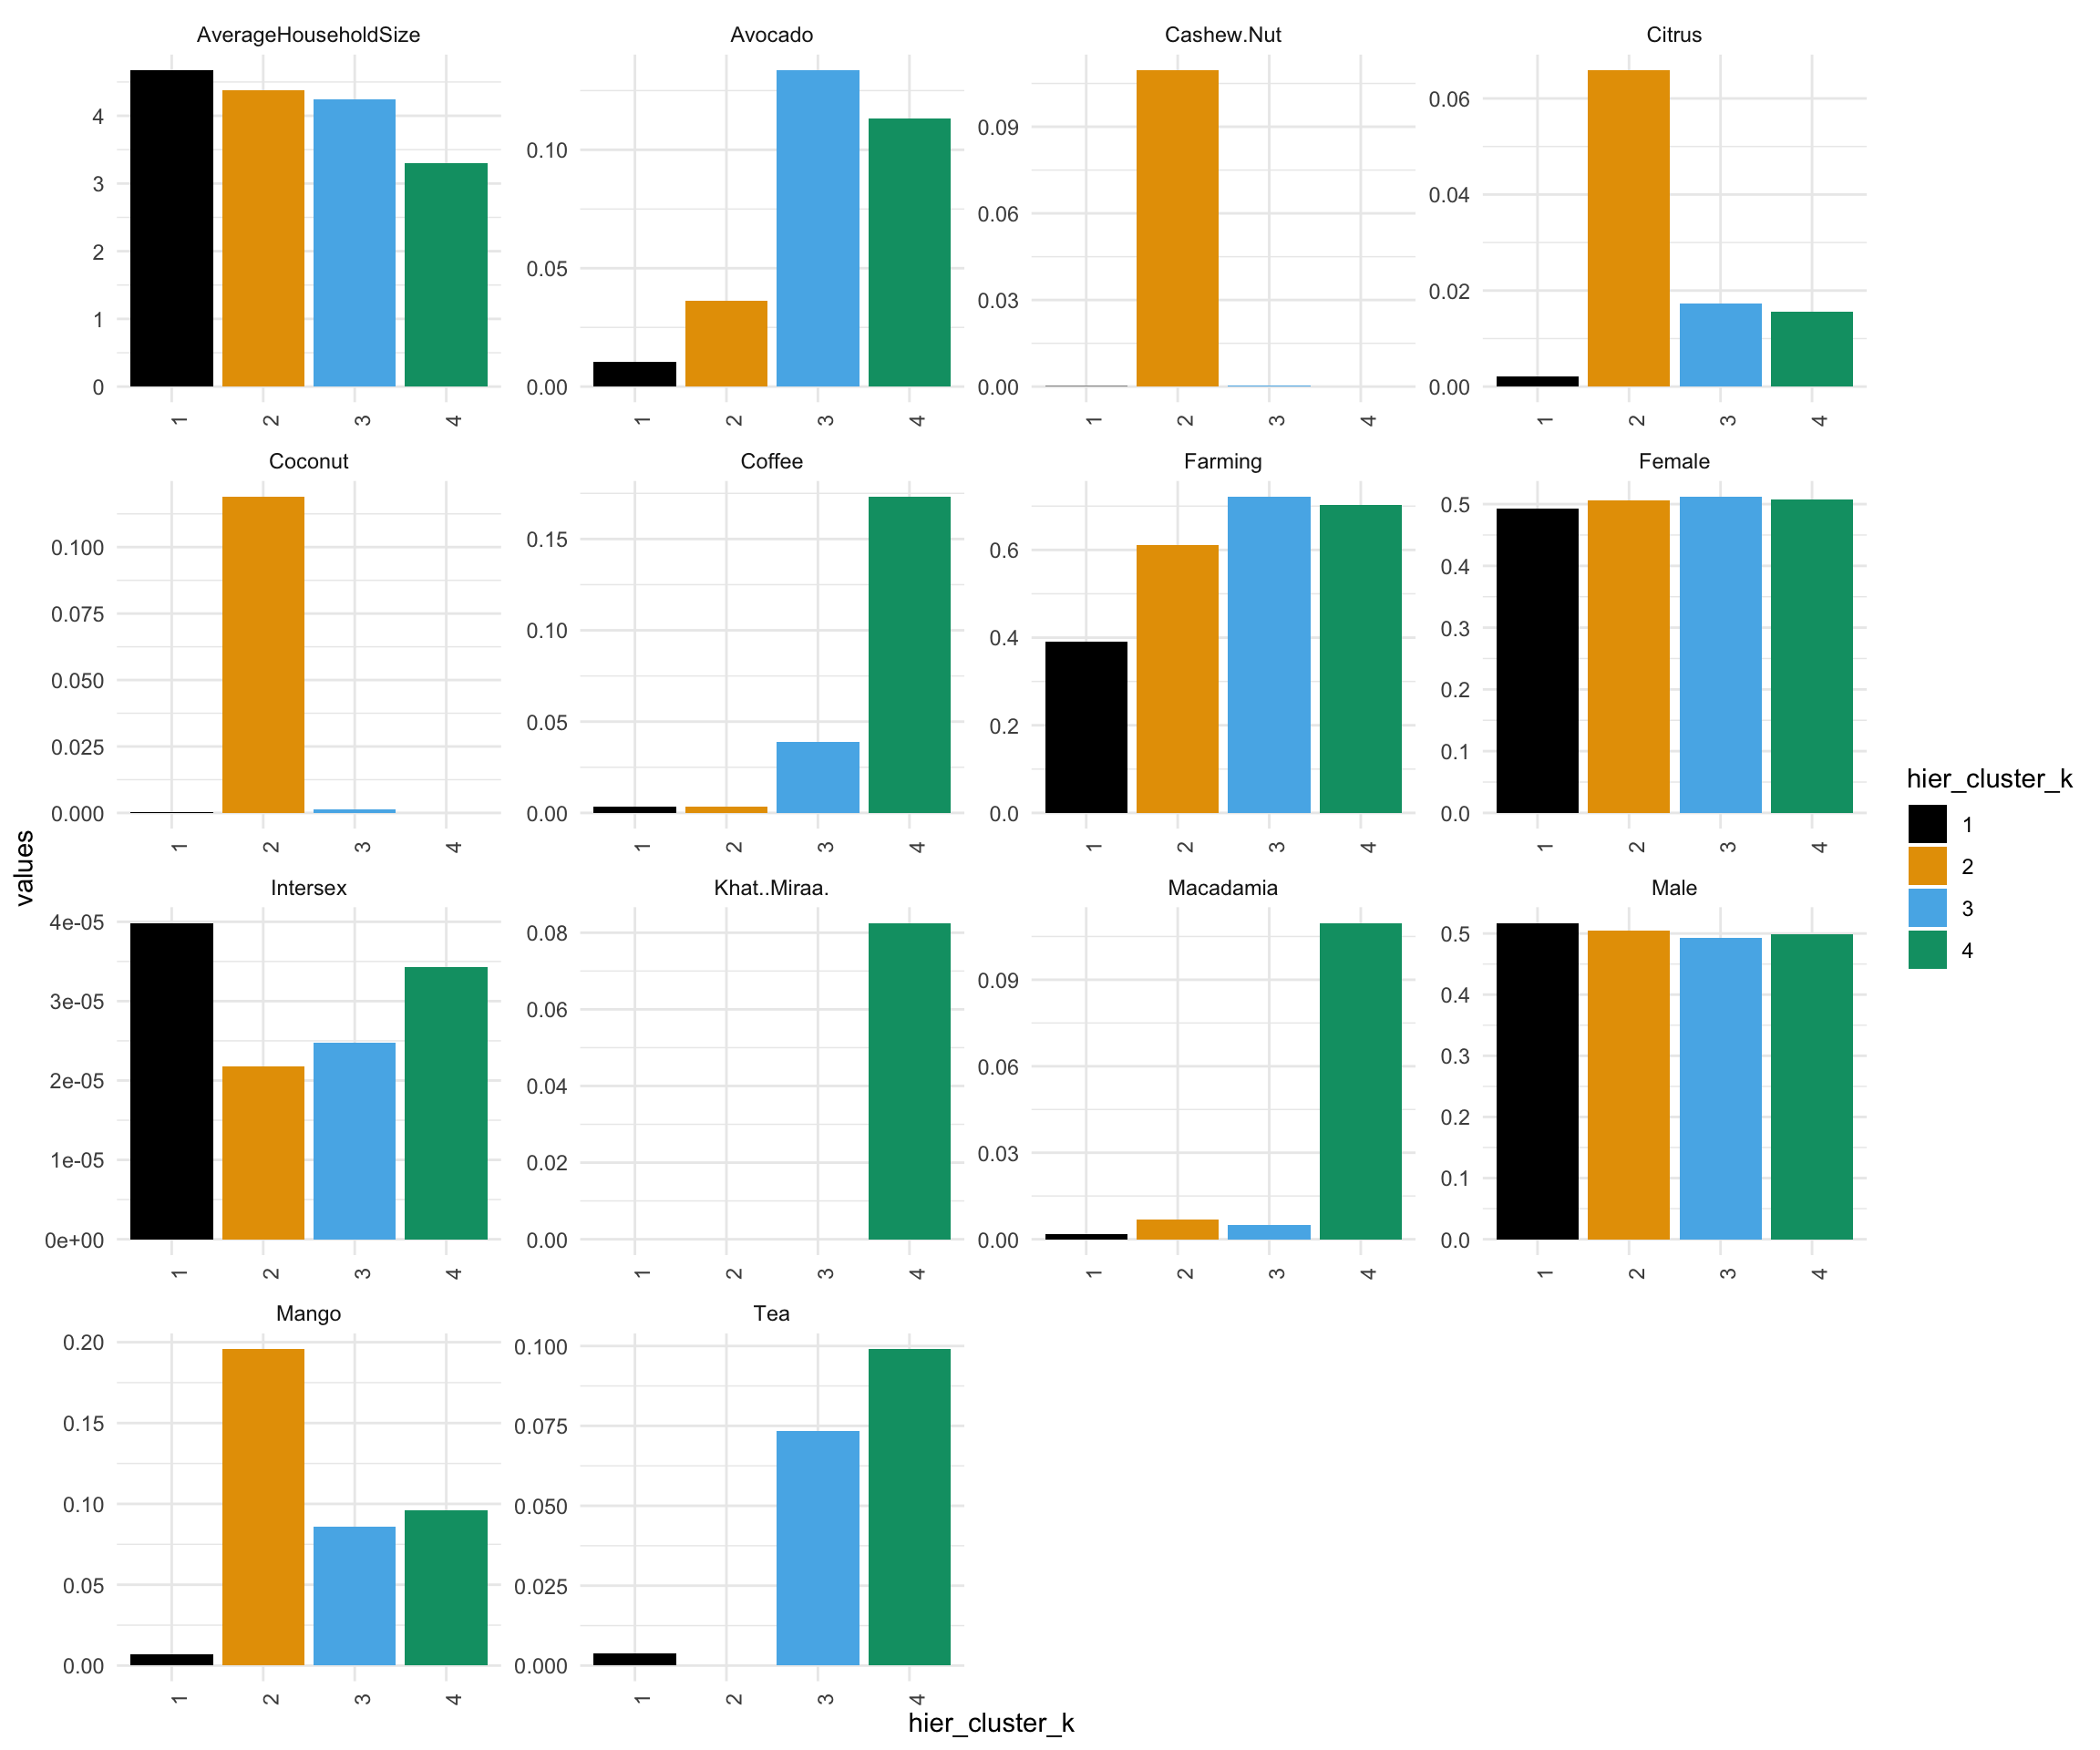 AverageHouseholdSize
Avocado
Cashew.Nut
Citrus
4
3
2
1
0
0.10
0.05
0.00
0.09
0.06
0.03
0.00
0.06
0.04
0.02
0.00
1 2 3 4
1 2 3 4
1 2 3 4
1 2 3 4
Coconut
Coffee
Farming
Female
0.100
0.075
0.050
0.025
0.000
0.15
0.10
0.05
0.00
0.6
0.4
0.2
0.0
0.5
0.4
0.3
0.2
0.1
0.0
1 2 3 4
1 2 3 4
1 2 3 4
1 2 3 4
values
Intersex
Khat..Miraa.
Macadamia
Male
4e-05
3e-05
2e-05
1e-05
0e+00
0.08
0.06
0.04
0.02
0.00
0.09
0.06
0.03
0.00
0.5
0.4
0.3
0.2
0.1
0.0
1 2 3 4
1 2 3 4
1 2 3 4
1 2 3 4
Mango
Tea
0.20
0.15
0.10
0.05
0.00
0.100
0.075
0.050
0.025
0.000
1 2 3 4
1 2 3 4
hier_cluster_k
hier_cluster_k
1
2
3
4